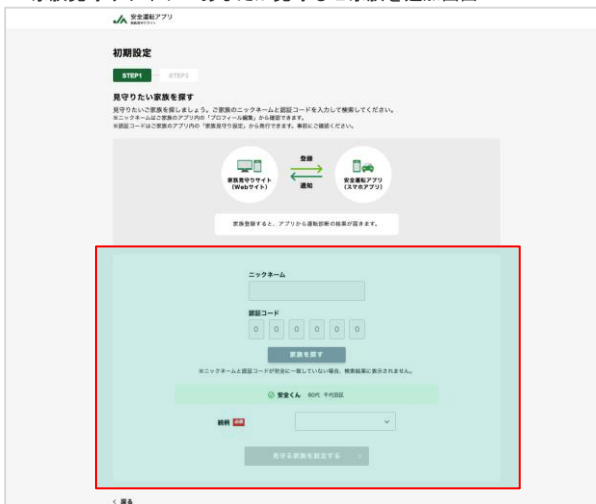 JA 安全運転アプリ
家族見守りサイト
初期設定
STEP1 STEP2
見守りたい家族を探す
見守りたいご家族を探しましょう。ご家族のニックネームと認証コードを入力して検索してください。
※ニックネームはご家族のアプリ内の「プロフィール編集」から確認できます。
※認証コードはご家族のアプリ内の「家族見守り設定」から発行できます。事前にご確認ください。
登録
家族見守りサイト
(Webサイト)
通知
安全運転アプリ
(スマホアプリ)
家族登録すると、アプリから運転診断の結果が届きます。
ニックネーム
認証コード
0 0 0 0 0 0
家族を探す
※ニックネームと認証コードが完全に一致していない場合、検索結果に表示されません。
安全くん 60代 千代田区
続柄 必須
見守る家族を設定する
< 戻る